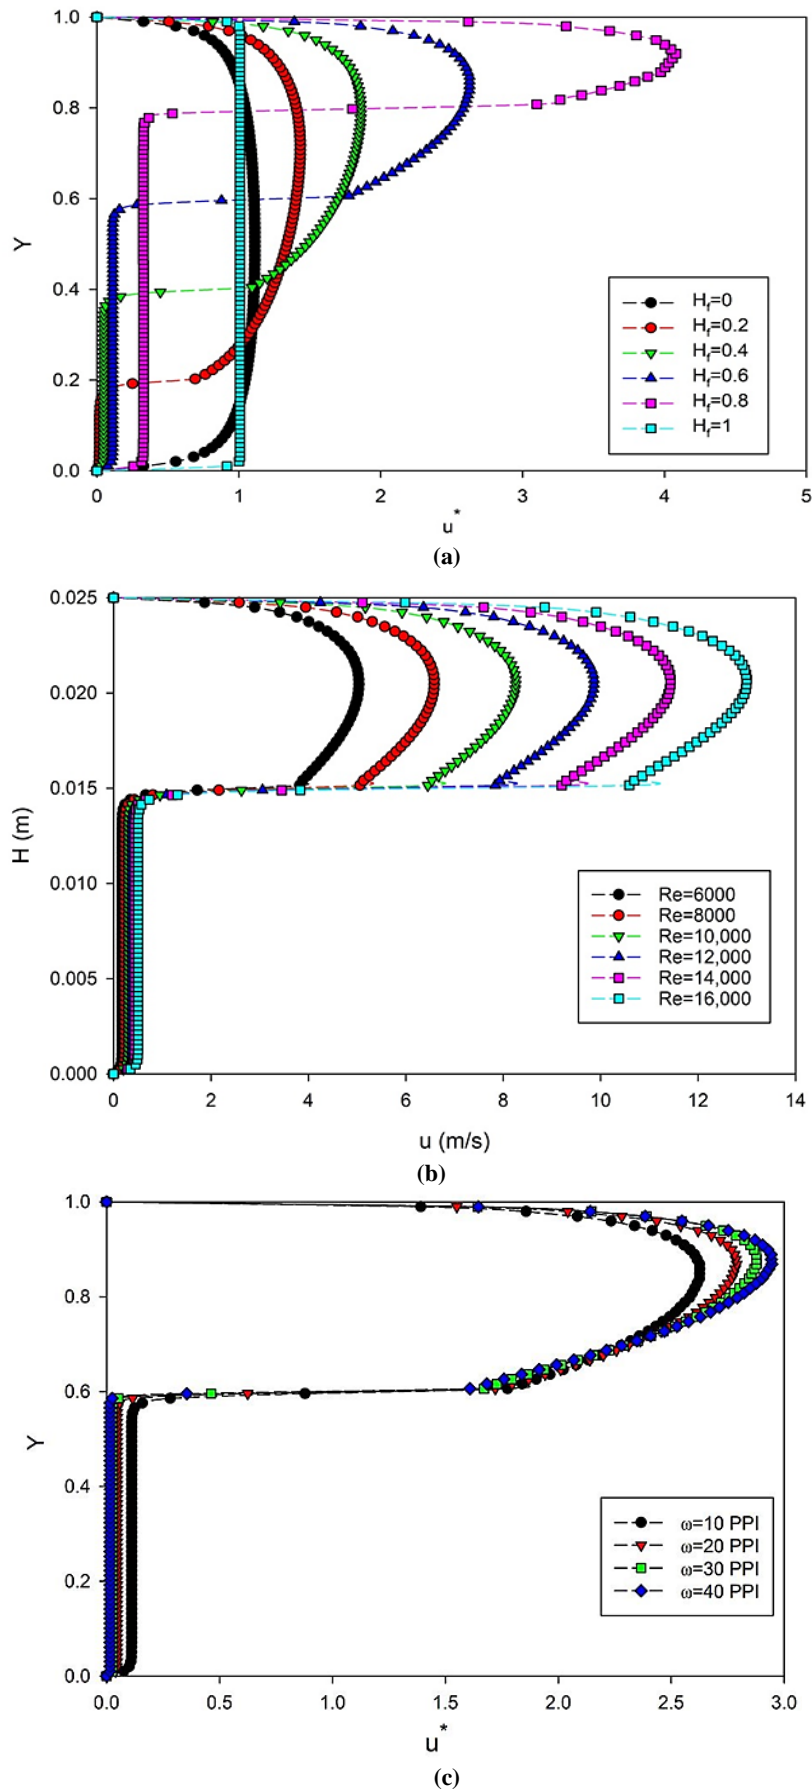 1.0
0.8
0.6
0.4
0.2
0.0
Y
H_f=0
H_f=0.2
H_f=0.4
H_f=0.6
H_f=0.8
H_f=1
0 1 2 3 4 5
u*
(a)
0.025
0.020
0.015
0.010
0.005
0.000
H (m)
Re=6000
Re=8000
Re=10,000
Re=12,000
Re=14,000
Re=16,000
0 2 4 6 8 10 12 14
u (m/s)
(b)
1.0
0.8
0.6
0.4
0.2
0.0
Y
ω=10 PPI
ω=20 PPI
ω=30 PPI
ω=40 PPI
0.0 0.5 1.0 1.5 2.0 2.5 3.0
u*
(c)